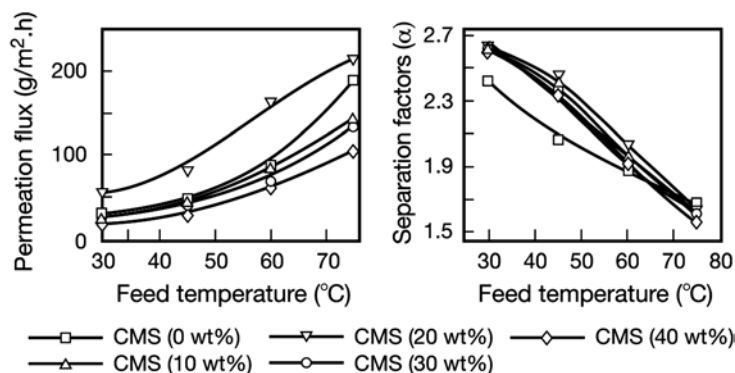 Permeation flux (g/m².h)
200
100
0
30 40 50 60 70
Feed temperature (°C)
Separation factors (α)
2.7
2.3
1.9
1.5
30 40 50 60 70 80
Feed temperature (°C)
CMS (0 wt%) CMS (20 wt%) CMS (40 wt%)
CMS (10 wt%) CMS (30 wt%)